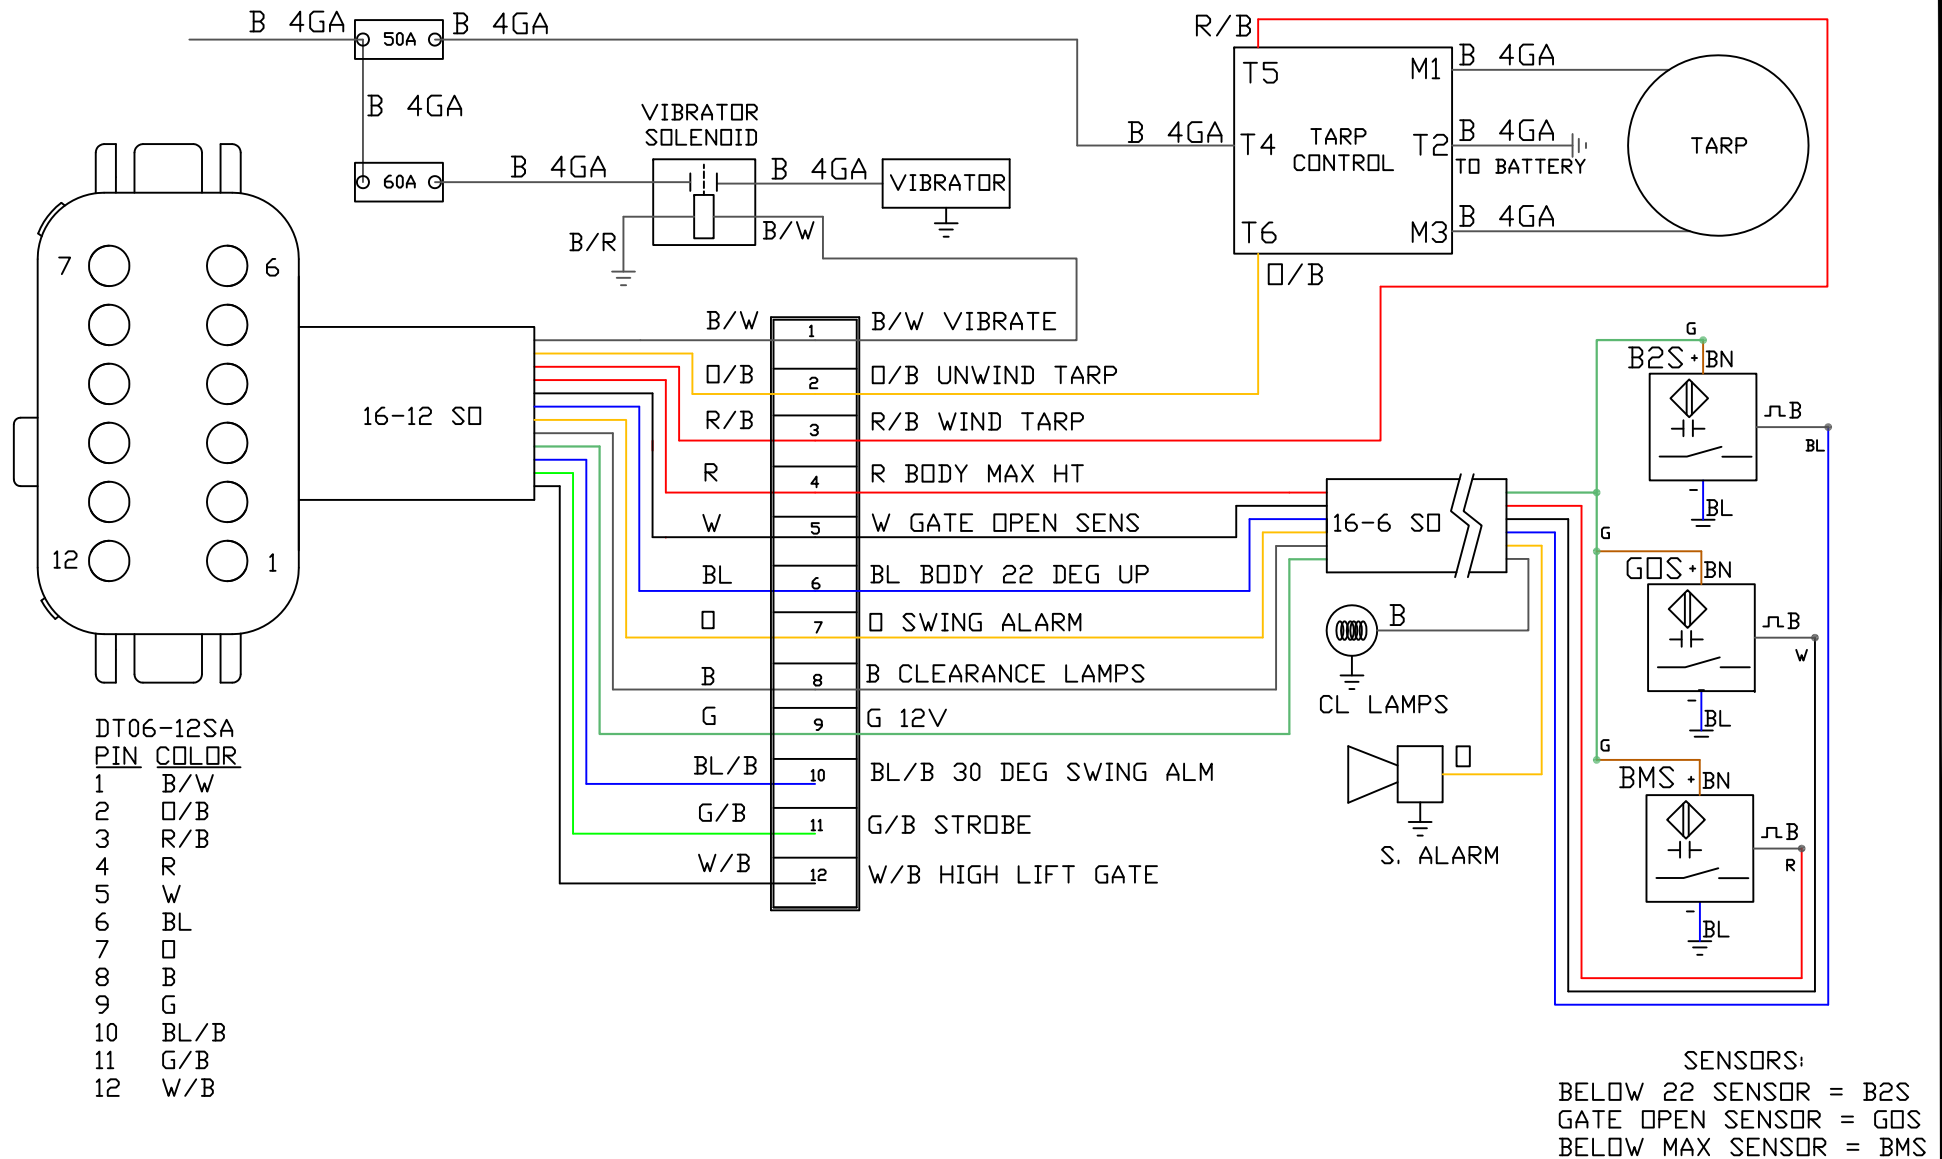 B 4GA
50A
B 4GA
B 4GA
60A
B 4GA
VIBRATOR
SOLENOID
B 4GA
VIBRATOR
B/R
B/W
R/B
T5
M1
B 4GA
B 4GA
T4
TARP
CONTROL
T2
B 4GA
TO BATTERY
TARP
T6
M3
B 4GA
O/B
7
6
12
1
16-12 SO
B/W
1
B/W VIBRATE
O/B
2
O/B UNWIND TARP
R/B
3
R/B WIND TARP
R
4
R BODY MAX HT
W
5
W GATE OPEN SENS
BL
6
BL BODY 22 DEG UP
O
7
O SWING ALARM
B
8
B CLEARANCE LAMPS
G
9
G 12V
BL/B
10
BL/B 30 DEG SWING ALM
G/B
11
G/B STROBE
W/B
12
W/B HIGH LIFT GATE
16-6 SO
B
CL LAMPS
O
S. ALARM
G
B2S + BN
B
BL
-
BL
G
GOS + BN
B
W
-
BL
G
BMS + BN
B
R
-
BL
DT06-12SA
PIN COLOR
1 B/W
2 O/B
3 R/B
4 R
5 W
6 BL
7 O
8 B
9 G
10 BL/B
11 G/B
12 W/B
SENSORS:
BELOW 22 SENSOR = B2S
GATE OPEN SENSOR = GOS
BELOW MAX SENSOR = BMS